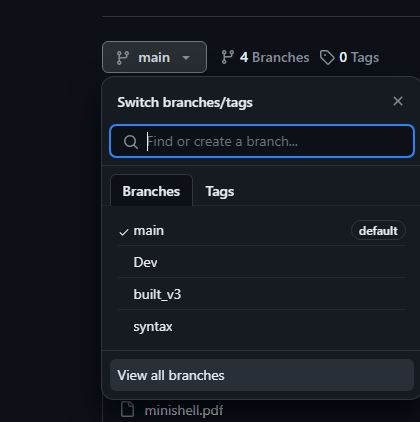 main 4 Branches 0 Tags
Switch branches/tags
Find or create a branch...
Branches Tags
main default
Dev
built_v3
syntax
View all branches
minishell.pdf